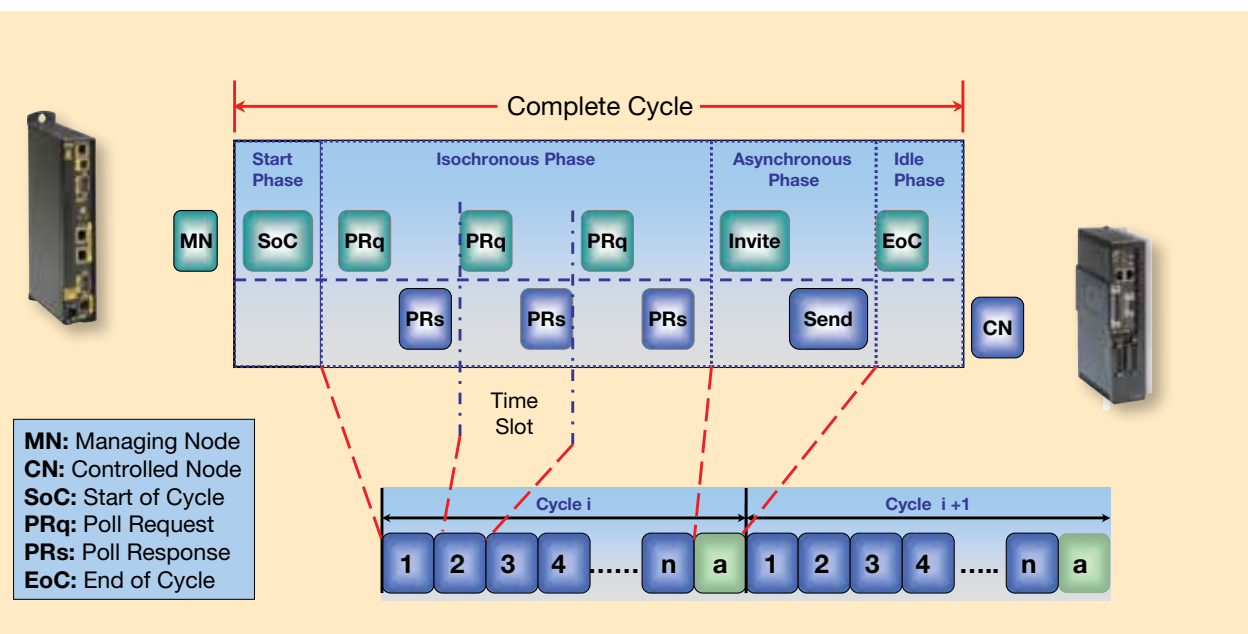 Complete Cycle
Start
Phase
Isochronous Phase
Asynchronous
Phase
Idle
Phase
MN
SoC
PRq
PRq
PRq
Invite
EoC
PRs
PRs
PRs
Send
CN
Time
Slot
MN: Managing Node
CN: Controlled Node
SoC: Start of Cycle
PRq: Poll Request
PRs: Poll Response
EoC: End of Cycle
Cycle i
Cycle i +1
1 2 3 4 ...... n a 1 2 3 4 ..... n a